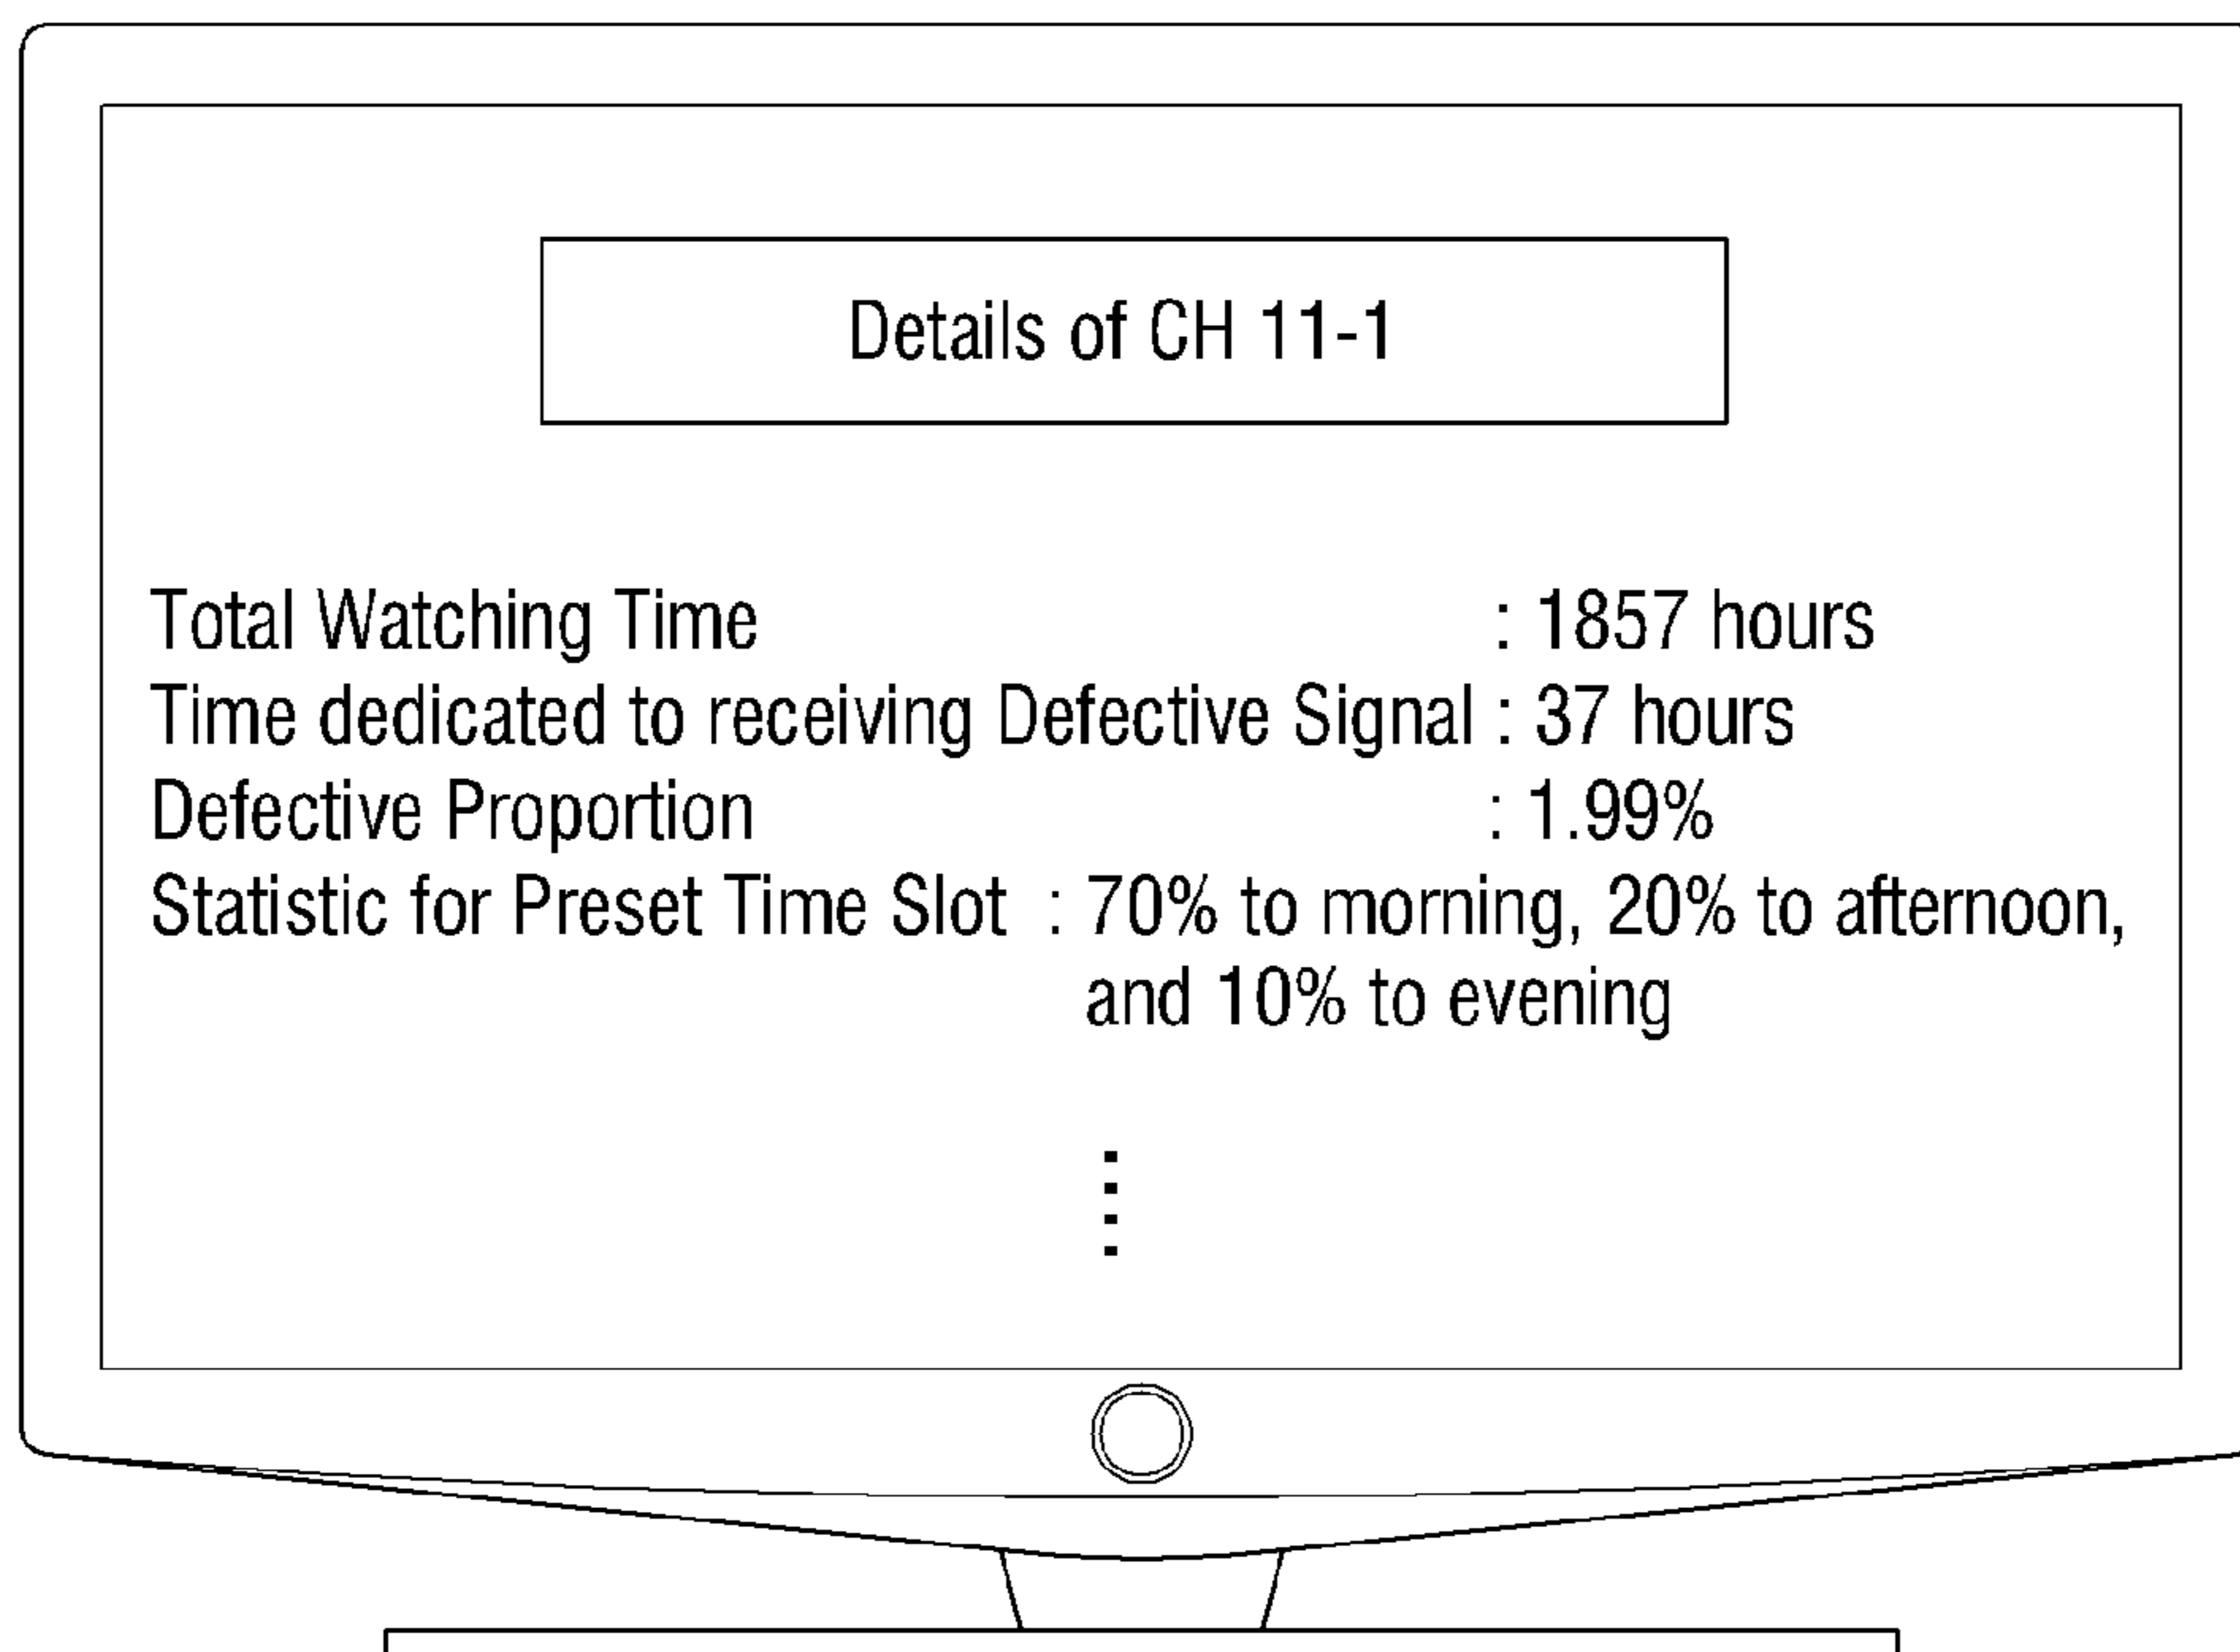 Details of CH 11-1
Total Watching Time : 1857 hours
Time dedicated to receiving Defective Signal : 37 hours
Defective Proportion : 1.99%
Statistic for Preset Time Slot : 70% to morning, 20% to afternoon,
and 10% to evening